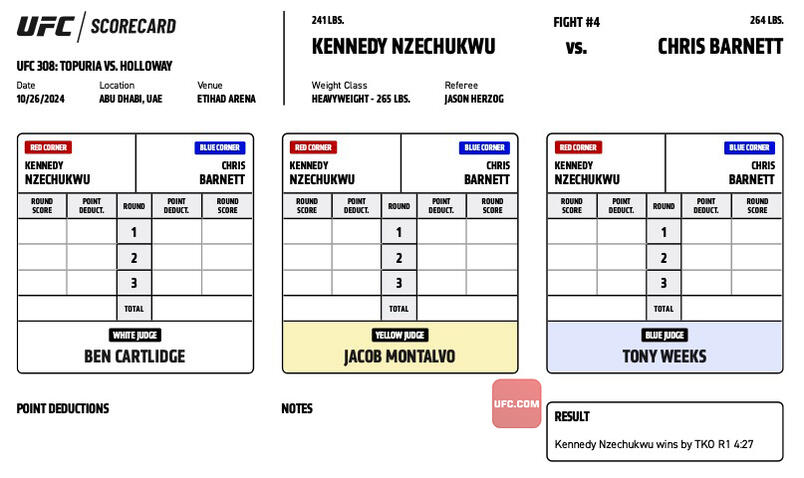 UFC SCORECARD
UFC 308: TOPURIA VS. HOLLOWAY
Date Location Venue
10/26/2024 ABU DHABI, UAE ETIHAD ARENA
241 LBS. FIGHT #4 264 LBS.
KENNEDY NZECHUKWU VS. CHRIS BARNETT
Weight Class Referee
HEAVYWEIGHT - 265 LBS. JASON HERZOG
RED CORNER BLUE CORNER
KENNEDY CHRIS
NZECHUKWU BARNETT
ROUND SCORE POINT DEDUCT. ROUND POINT DEDUCT. ROUND SCORE
1
2
3
TOTAL
WHITE JUDGE
BEN CARTLIDGE
RED CORNER BLUE CORNER
KENNEDY CHRIS
NZECHUKWU BARNETT
ROUND SCORE POINT DEDUCT. ROUND POINT DEDUCT. ROUND SCORE
1
2
3
TOTAL
YELLOW JUDGE
JACOB MONTALVO
RED CORNER BLUE CORNER
KENNEDY CHRIS
NZECHUKWU BARNETT
ROUND SCORE POINT DEDUCT. ROUND POINT DEDUCT. ROUND SCORE
1
2
3
TOTAL
BLUE JUDGE
TONY WEEKS
POINT DEDUCTIONS
NOTES
UFC.COM
RESULT
Kennedy Nzechukwu wins by TKO R1 4:27